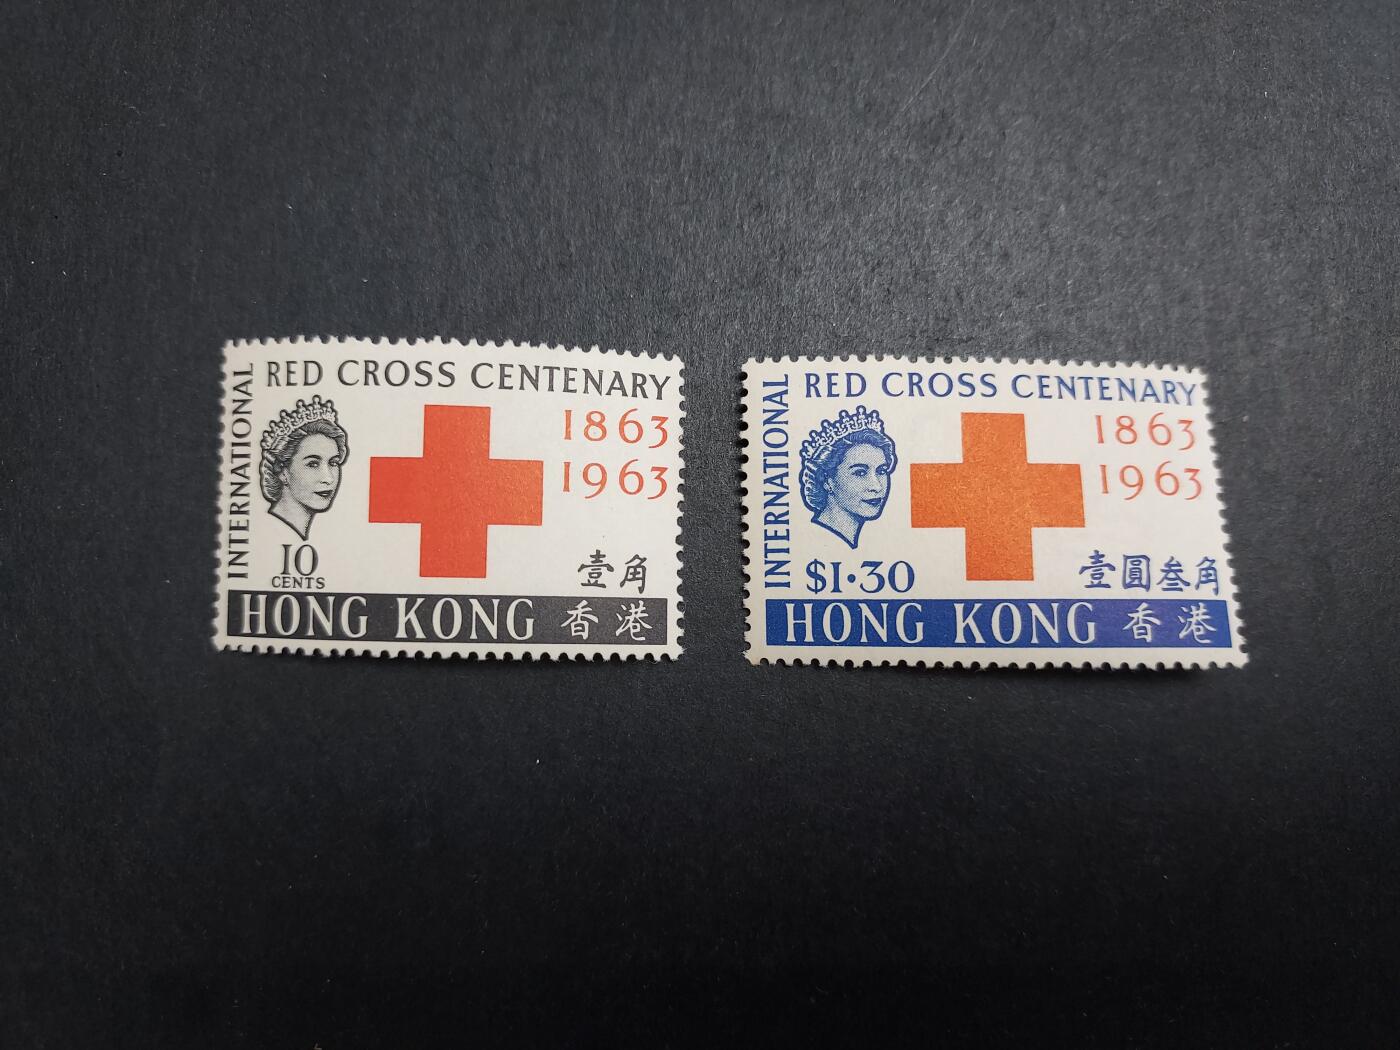 INTERNATIONAL
RED CROSS CENTENARY
1863
1963
10
CENTS
壹角
HONG KONG 香港
INTERNATIONAL
RED CROSS CENTENARY
1863
1963
$1·30
壹圓叁角
HONG KONG 香港